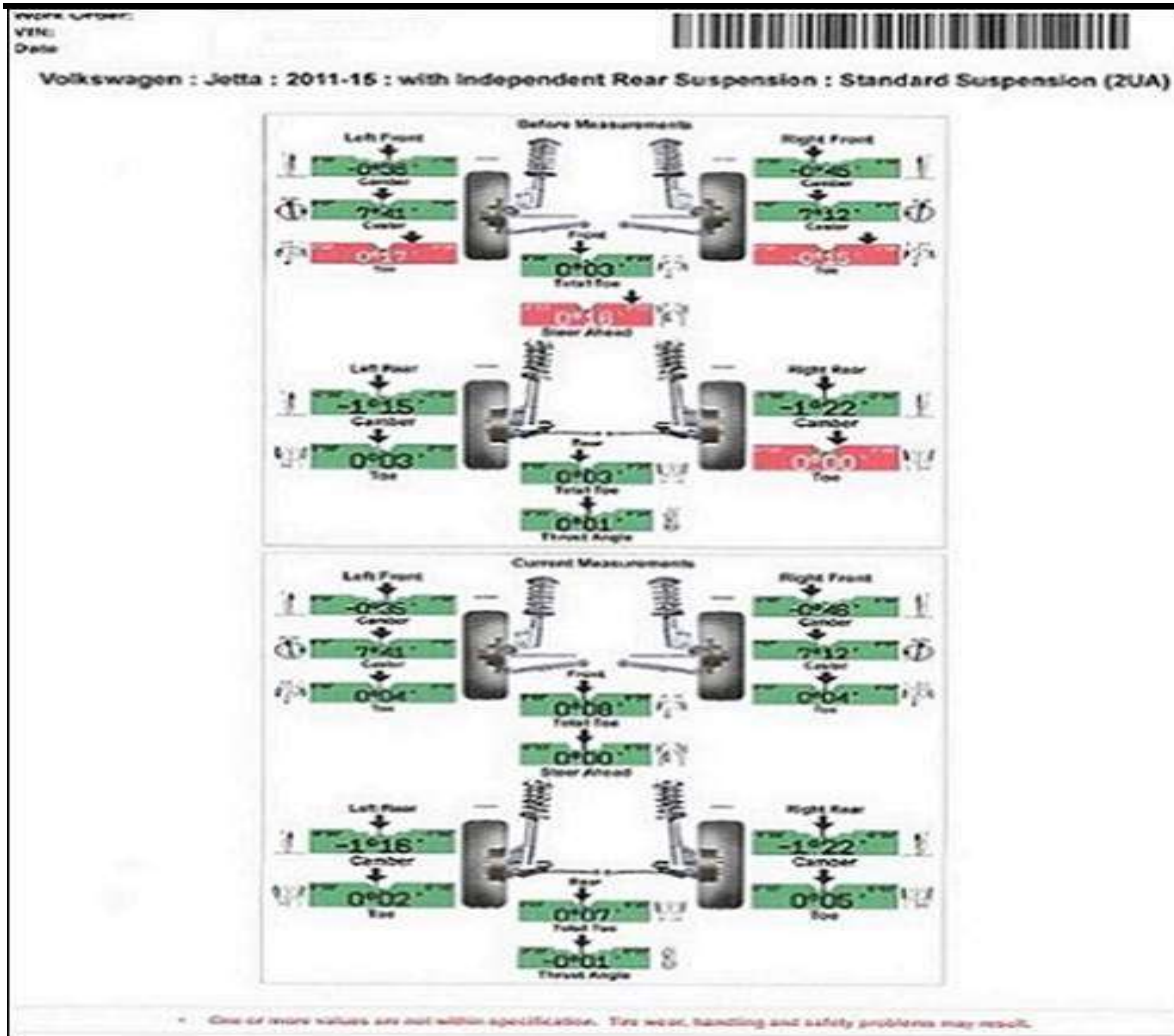 Work Order:
VIN:
Date
Volkswagen : Jetta : 2011-15 : with Independent Rear Suspension : Standard Suspension (2UA)
Before Measurements
Left Front
Right Front
-0°45'
Camber
Camber
7°41'
7°12'
Caster
Caster
0°17'
Toe
Toe
Front
0°03'
Total Toe
Steer Ahead
Left Rear
Right Rear
-1°15'
-1°22'
Camber
Camber
0°03'
0°00'
Toe
Toe
Rear
0°03'
Total Toe
0°01'
Thrust Angle
Current Measurements
Left Front
Right Front
-0°35'
-0°46'
Camber
Camber
7°41'
7°12'
Caster
Caster
0°04'
0°04'
Toe
Toe
Front
0°08'
Total Toe
0°00'
Steer Ahead
Left Rear
Right Rear
-1°16'
-1°22'
Camber
Camber
0°02'
0°05'
Toe
Toe
Rear
0°07'
Total Toe
-0°01'
Thrust Angle
One or more values are not within specification. Tire wear, handling and safety problems may result.